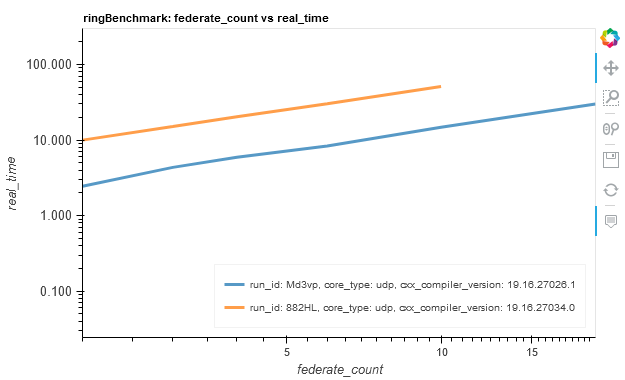 ringBenchmark: federate_count vs real_time
100.000
10.000
1.000
0.100
real_time
run_id: Md3vp, core_type: udp, cxx_compiler_version: 19.16.27026.1
run_id: 882HL, core_type: udp, cxx_compiler_version: 19.16.27034.0
5
10
15
federate_count